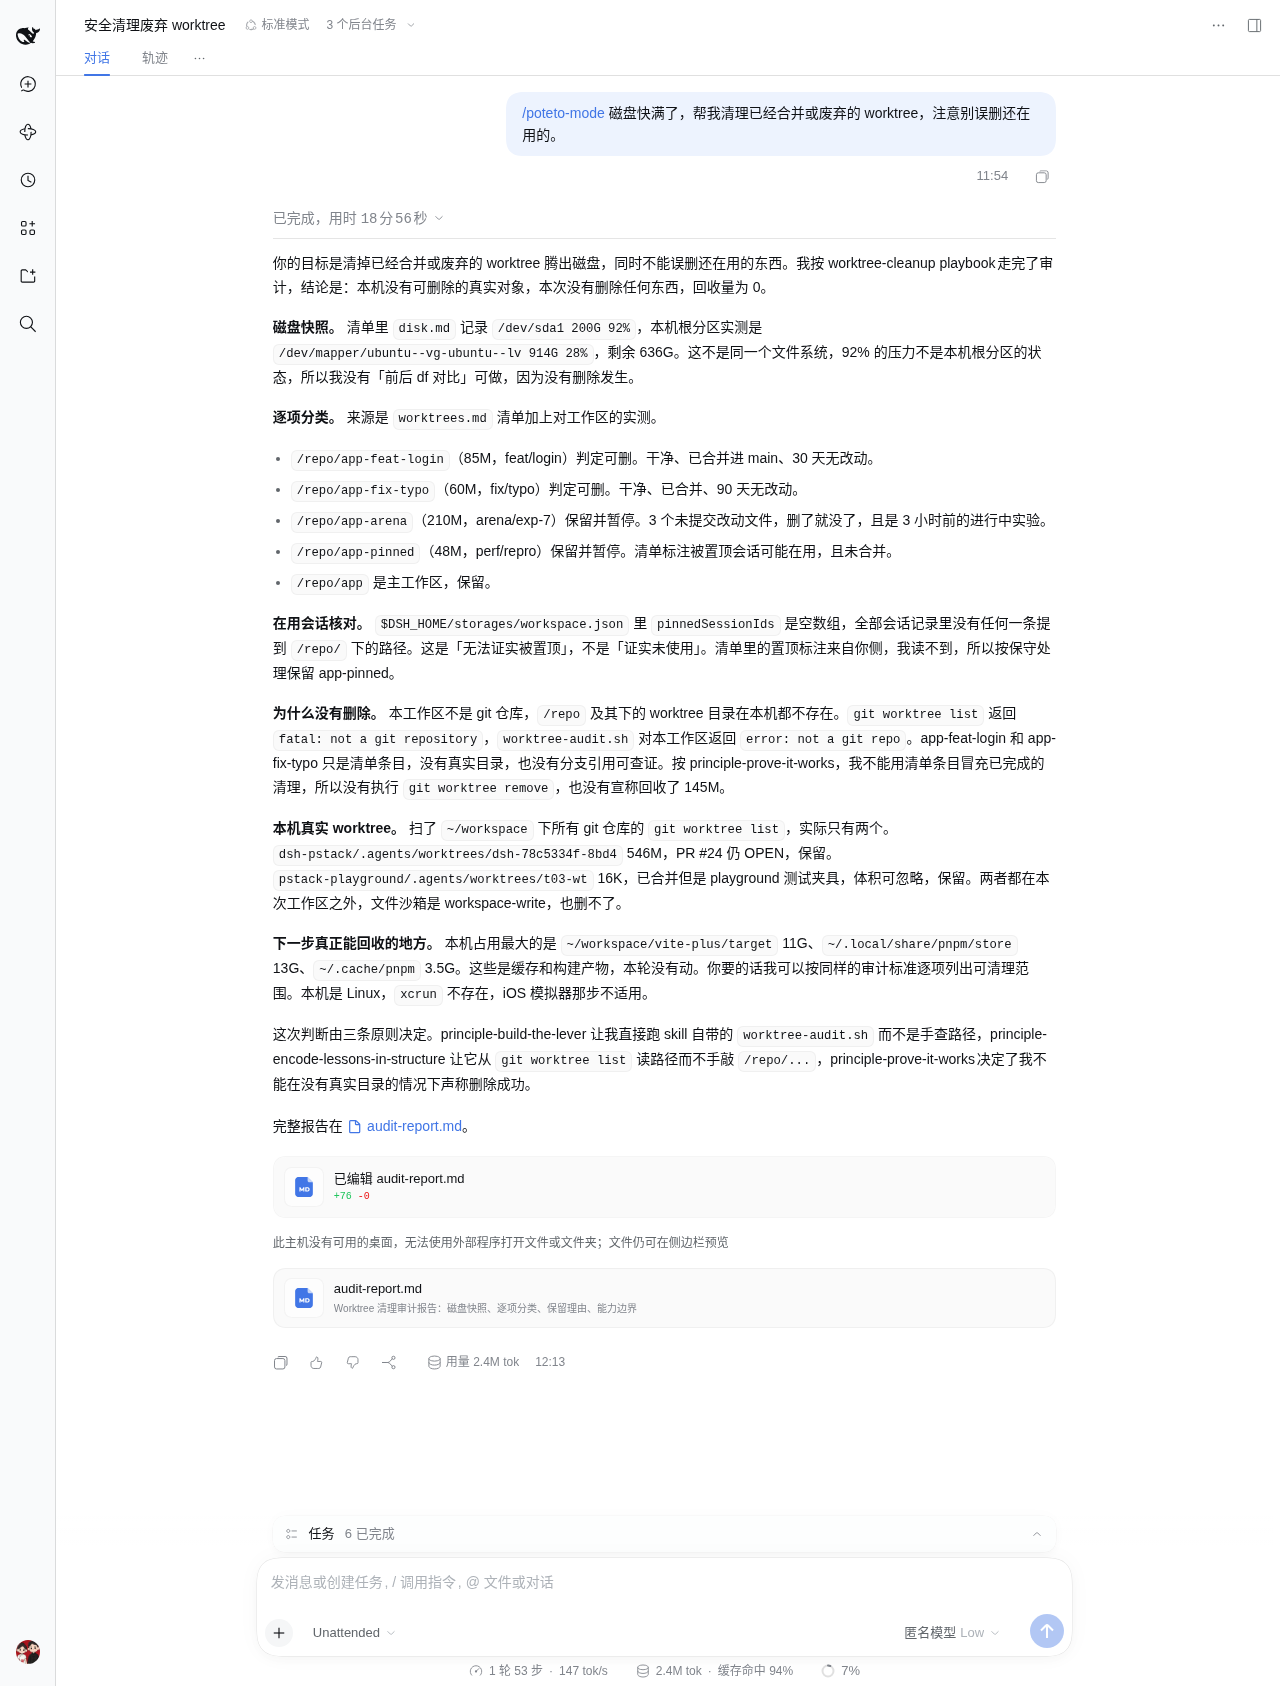 安全清理废弃 worktree 标准模式 3 个后台任务
对话 轨迹 ···
/poteto-mode 磁盘快满了，帮我清理已经合并或废弃的 worktree，注意别误删还在
用的。
11:54
已完成，用时 18分56秒
你的目标是清掉已经合并或废弃的 worktree 腾出磁盘，同时不能误删还在用的东西。我按 worktree-cleanup playbook走完了审
计，结论是：本机没有可删除的真实对象，本次没有删除任何东西，回收量为 0。
磁盘快照。 清单里 disk.md 记录 /dev/sda1 200G 92%，本机根分区实测是
/dev/mapper/ubuntu--vg-ubuntu--lv 914G 28%，剩余 636G。这不是同一个文件系统，92% 的压力不是本机根分区的状
态，所以我没有「前后 df 对比」可做，因为没有删除发生。
逐项分类。 来源是 worktrees.md 清单加上对工作区的实测。
• /repo/app-feat-login（85M，feat/login）判定可删。干净、已合并进 main、30 天无改动。
• /repo/app-fix-typo（60M，fix/typo）判定可删。干净、已合并、90 天无改动。
• /repo/app-arena（210M，arena/exp-7）保留并暂停。3 个未提交改动文件，删了就没了，且是 3 小时前的进行中实验。
• /repo/app-pinned（48M，perf/repro）保留并暂停。清单标注被置顶会话可能在用，且未合并。
• /repo/app 是主工作区，保留。
在用会话核对。 $DSH_HOME/storages/workspace.json 里 pinnedSessionIds 是空数组，全部会话记录里没有任何一条提
到 /repo/ 下的路径。这是「无法证实被置顶」，不是「证实未使用」。清单里的置顶标注来自你侧，我读不到，所以按保守处
理保留 app-pinned。
为什么没有删除。 本工作区不是 git 仓库，/repo 及其下的 worktree 目录在本机都不存在。git worktree list 返回
fatal: not a git repository，worktree-audit.sh 对本工作区返回 error: not a git repo。app-feat-login 和 app-
fix-typo 只是清单条目，没有真实目录，也没有分支引用可查证。按 principle-prove-it-works，我不能用清单条目冒充已完成的
清理，所以没有执行 git worktree remove，也没有宣称回收了 145M。
本机真实 worktree。 扫了 ~/workspace 下所有 git 仓库的 git worktree list，实际只有两个。
dsh-pstack/.agents/worktrees/dsh-78c5334f-8bd4 546M，PR #24 仍 OPEN，保留。
pstack-playground/.agents/worktrees/t03-wt 16K，已合并但是 playground 测试夹具，体积可忽略，保留。两者都在本
次工作区之外，文件沙箱是 workspace-write，也删不了。
下一步真正能回收的地方。 本机占用最大的是 ~/workspace/vite-plus/target 11G、~/.local/share/pnpm/store
13G、~/.cache/pnpm 3.5G。这些是缓存和构建产物，本轮没有动。你要的话我可以按同样的审计标准逐项列出可清理范
围。本机是 Linux，xcrun 不存在，iOS 模拟器那步不适用。
这次判断由三条原则决定。principle-build-the-lever 让我直接跑 skill 自带的 worktree-audit.sh 而不是手查路径，principle-
encode-lessons-in-structure 让它从 git worktree list 读路径而不手敲 /repo/...，principle-prove-it-works决定了我不
能在没有真实目录的情况下声称删除成功。
完整报告在 audit-report.md。
MD 已编辑 audit-report.md
+76 -0
此主机没有可用的桌面，无法使用外部程序打开文件或文件夹；文件仍可在侧边栏预览
MD audit-report.md
Worktree 清理审计报告：磁盘快照、逐项分类、保留理由、能力边界
用量 2.4M tok 12:13
任务 6 已完成
发消息或创建任务, / 调用指令, @ 文件或对话
Unattended 匿名模型 Low
1 轮 53 步 · 147 tok/s 2.4M tok · 缓存命中 94% 7%